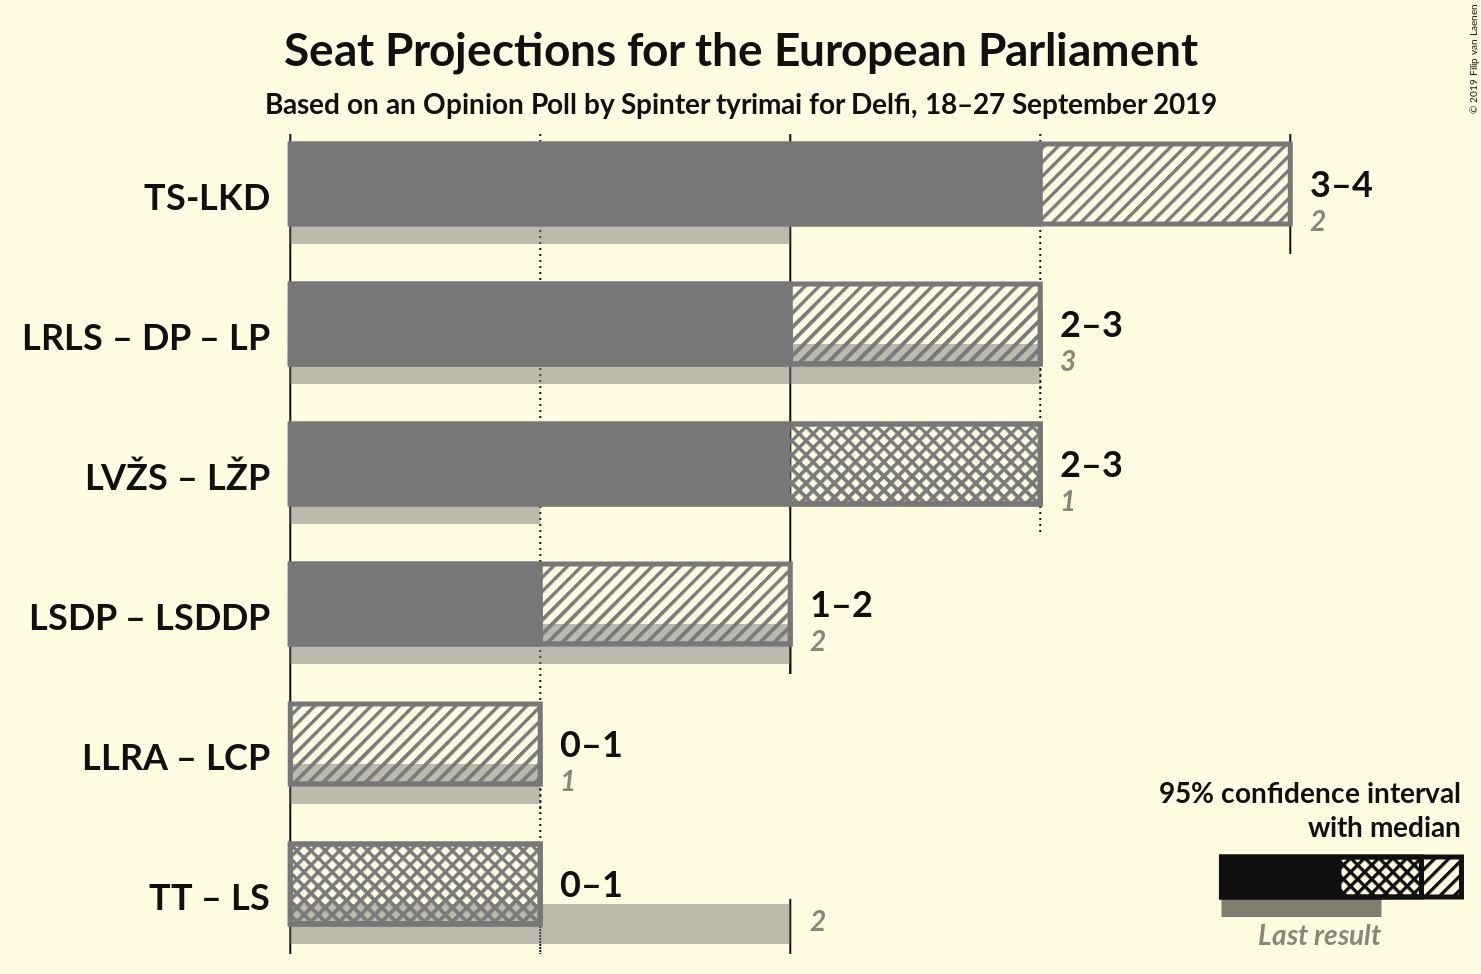 Seat Projections for the European Parliament
Based on an Opinion Poll by Spinter tyrimai for Delfi, 18–27 September 2019
© 2019 Filip van Laenen
TS-LKD
3–4
2
LRLS – DP – LP
2–3
3
LVŽS – LŽP
2–3
1
LSDP – LSDDP
1–2
2
LLRA – LCP
0–1
1
TT – LS
0–1
2
95% confidence interval
with median
Last result